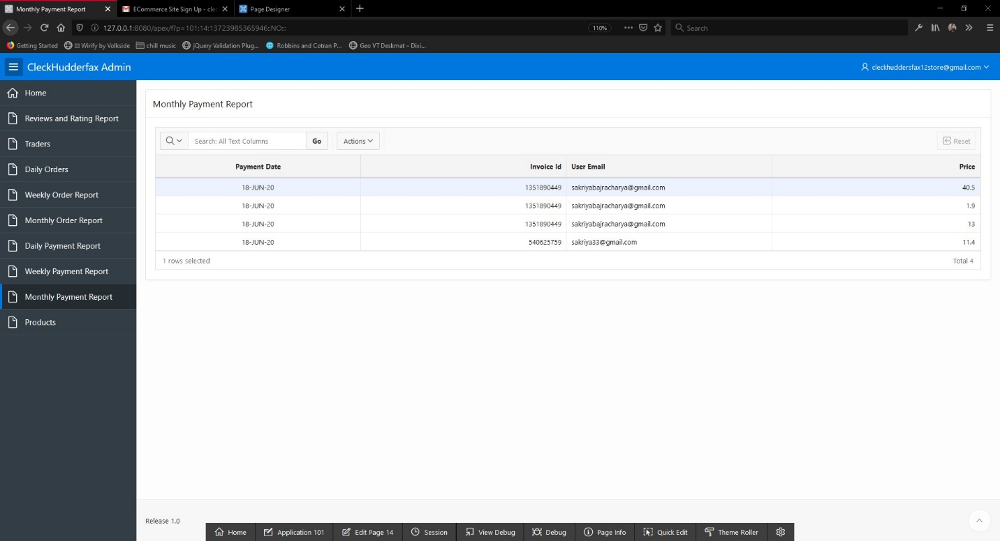 Monthly Payment Report
ECommerce Site Sign Up - clec
Page Designer
127.0.0.1:8080/apex/f?p=101:14:13723985365946::NO:::
110%
Search
Getting Started
Wirify by Volkside
chill music
jQuery Validation Plug...
Robbins and Cotran P...
Geo VT Deskmat – Dixi...
CleckHudderfax Admin
cleckhuddersfax12store@gmail.com
Home
Reviews and Rating Report
Traders
Daily Orders
Weekly Order Report
Monthly Order Report
Daily Payment Report
Weekly Payment Report
Monthly Payment Report
Products
Monthly Payment Report
Search: All Text Columns
Go
Actions
Reset
Payment Date Invoice Id User Email Price
18-JUN-20 1351890449 sakriyabajracharya@gmail.com 40.5
18-JUN-20 1351890449 sakriyabajracharya@gmail.com 1.9
18-JUN-20 1351890449 sakriyabajracharya@gmail.com 13
18-JUN-20 540625759 sakriya33@gmail.com 11.4
1 rows selected Total 4
Release 1.0
Home Application 101 Edit Page 14 Session View Debug Debug Page Info Quick Edit Theme Roller